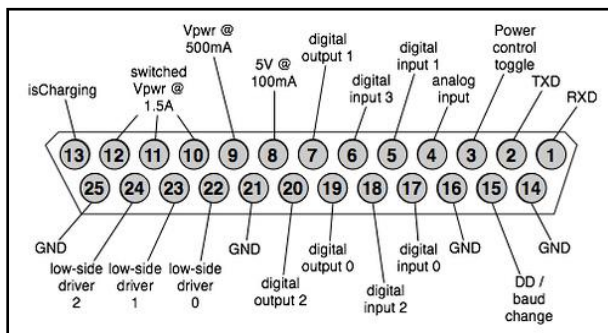 Vpwr @
500mA
digital
output 1
Power
control
toggle
5V @
100mA
digital
input 1
switched
Vpwr @
1.5A
digital
input 3
analog
input
TXD
isCharging
RXD
13 12 11 10 9 8 7 6 5 4 3 2 1
25 24 23 22 21 20 19 18 17 16 15 14
GND
low-side
driver
2
low-side
driver
1
low-side
driver
0
GND
digital
output 2
digital
output 0
digital
input 2
digital
input 0
GND
DD /
baud
change
GND